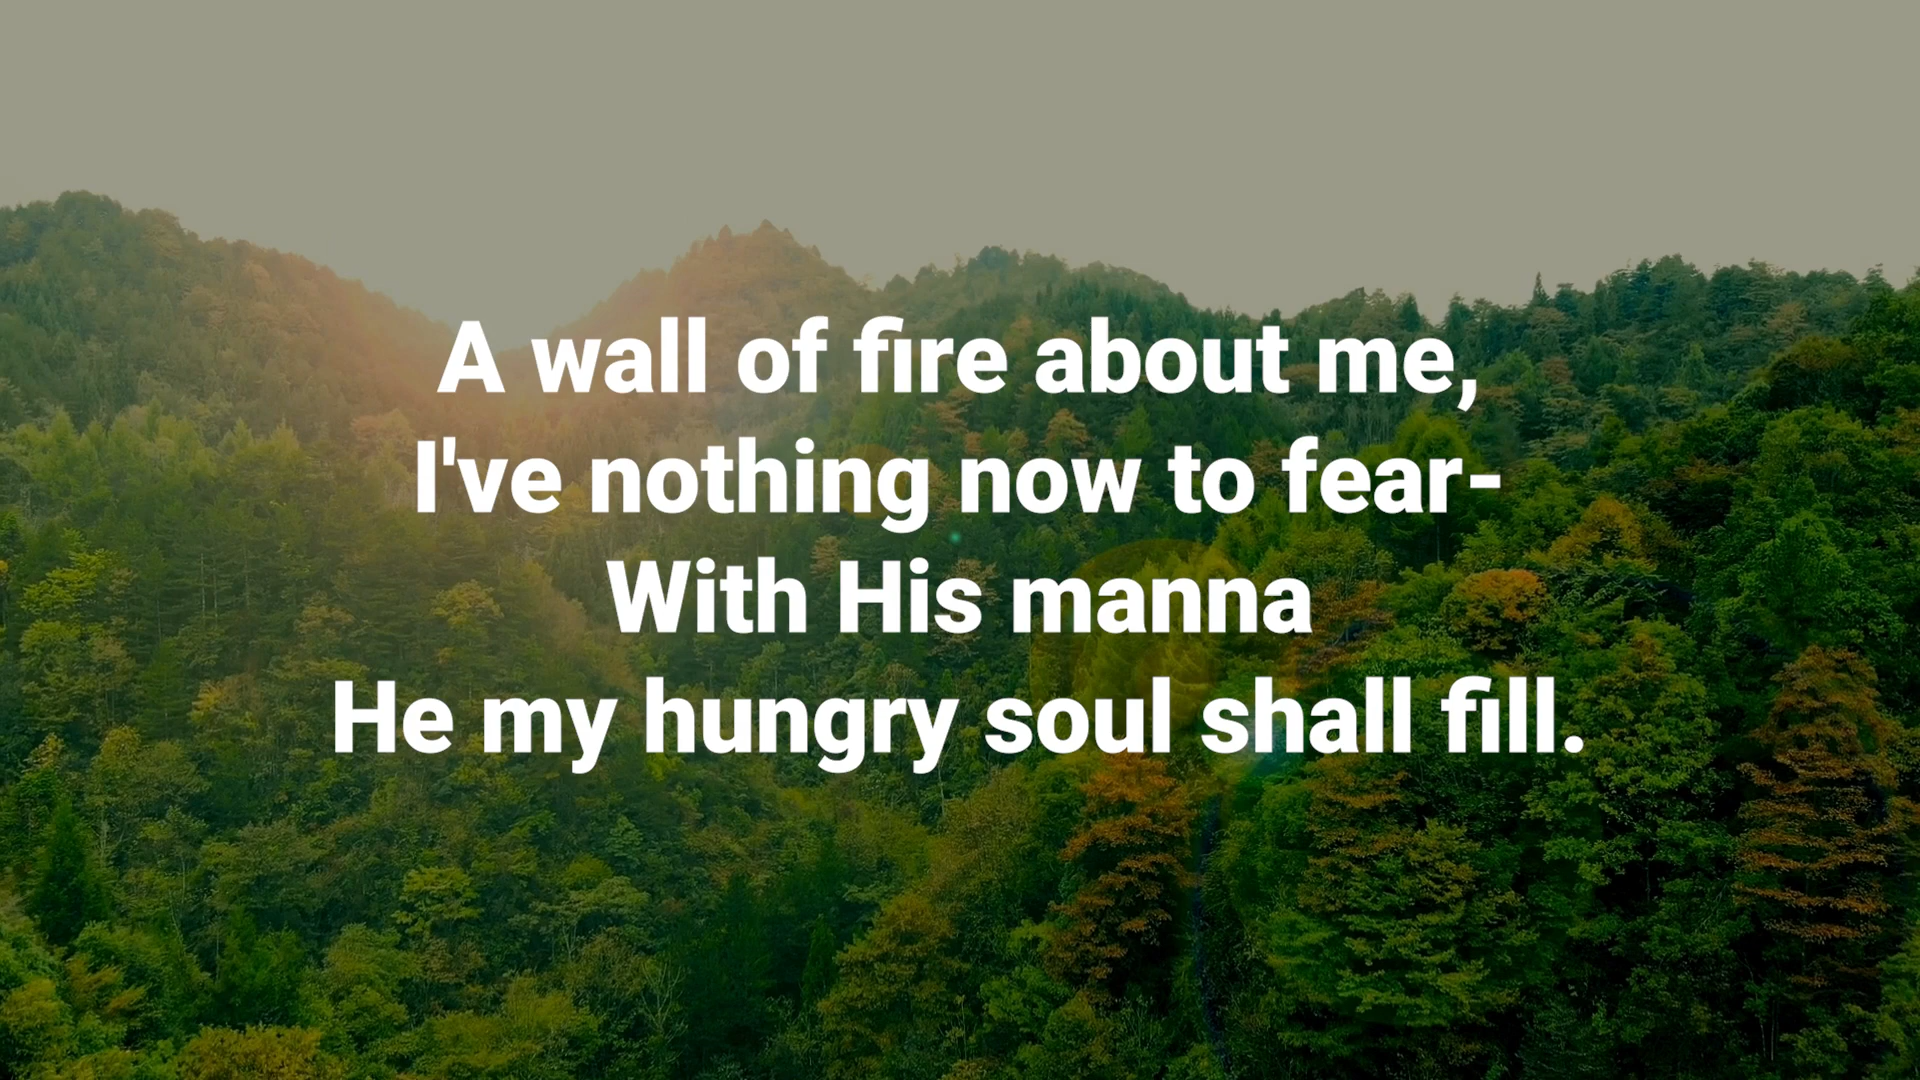 A wall of fire about me,
I've nothing now to fear-
With His manna
He my hungry soul shall fill.